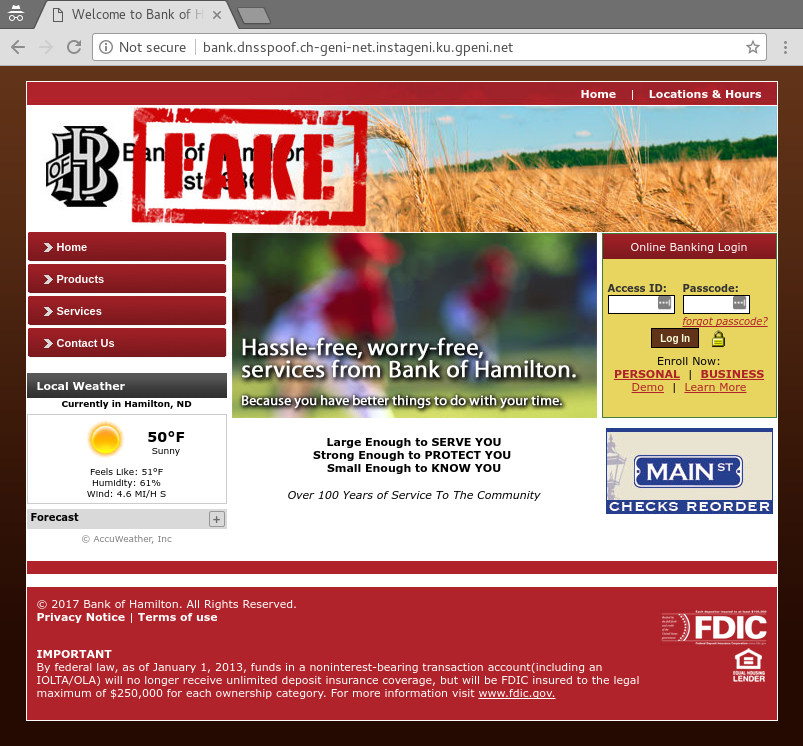 Welcome to Bank of H
Not secure
bank.dnsspoof.ch-geni-net.instageni.ku.gpeni.net
Home | Locations & Hours
OF HB
Bank of Hamilton
FAKE
Home
Products
Services
Contact Us
Local Weather
Currently in Hamilton, ND
50°F
Sunny
Feels Like: 51°F
Humidity: 61%
Wind: 4.6 MI/H S
Forecast
+
© AccuWeather, Inc
Hassle-free, worry-free,
services from Bank of Hamilton.
Because you have better things to do with your time.
Large Enough to SERVE YOU
Strong Enough to PROTECT YOU
Small Enough to KNOW YOU
Over 100 Years of Service To The Community
Online Banking Login
Access ID: Passcode:
forgot passcode?
Log In
Enroll Now:
PERSONAL | BUSINESS
Demo | Learn More
MAIN ST
CHECKS REORDER
© 2017 Bank of Hamilton. All Rights Reserved.
Privacy Notice | Terms of use
IMPORTANT
By federal law, as of January 1, 2013, funds in a noninterest-bearing transaction account(including an
IOLTA/OLA) will no longer receive unlimited deposit insurance coverage, but will be FDIC insured to the legal
maximum of $250,000 for each ownership category. For more information visit www.fdic.gov.
FDIC
EQUAL HOUSING
LENDER